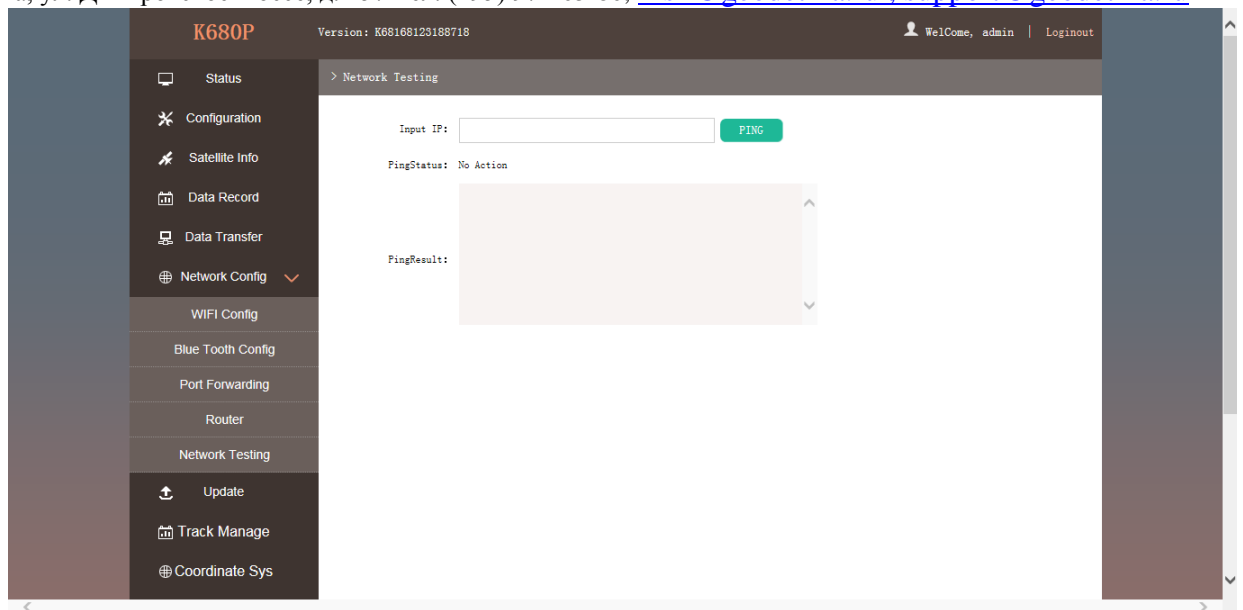 K680P
Version: K68168123188718
WelCome, admin | Loginout
Status
> Network Testing
Configuration
Input IP:
PING
Satellite Info
PingStatus: No Action
Data Record
Data Transfer
PingResult:
Network Config
WIFI Config
Blue Tooth Config
Port Forwarding
Router
Network Testing
Update
Track Manage
Coordinate Sys